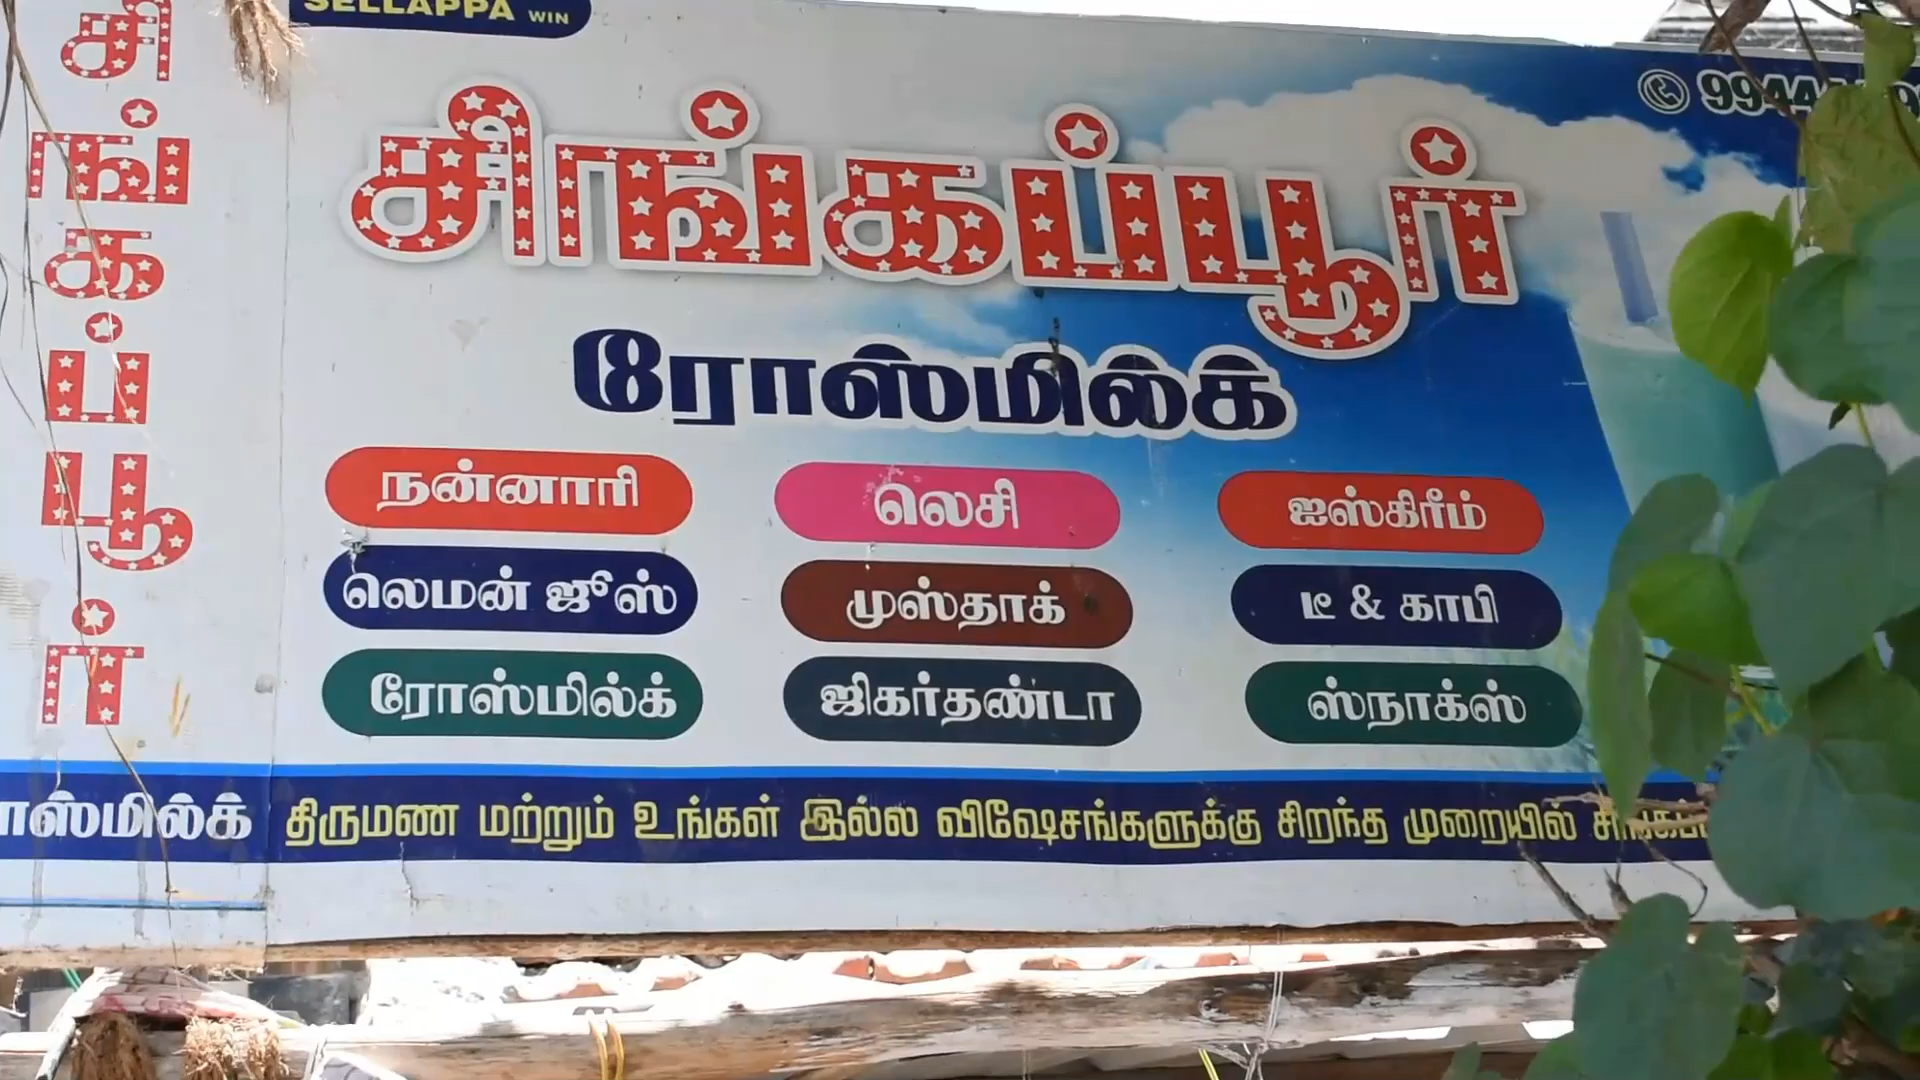 SELLAPPA WIN
சிங்கப்பூர்
சிங்கப்பூர்
ரோஸ்மில்க்
நன்னாரி
லெசி
ஐஸ்கிரீம்
லெமன் ஜூஸ்
முஸ்தாக்
டீ & காபி
ரோஸ்மில்க்
ஜிகர்தண்டா
ஸ்நாக்ஸ்
திருமண மற்றும் உங்கள் இல்ல விஷேசங்களுக்கு சிறந்த முறையில்